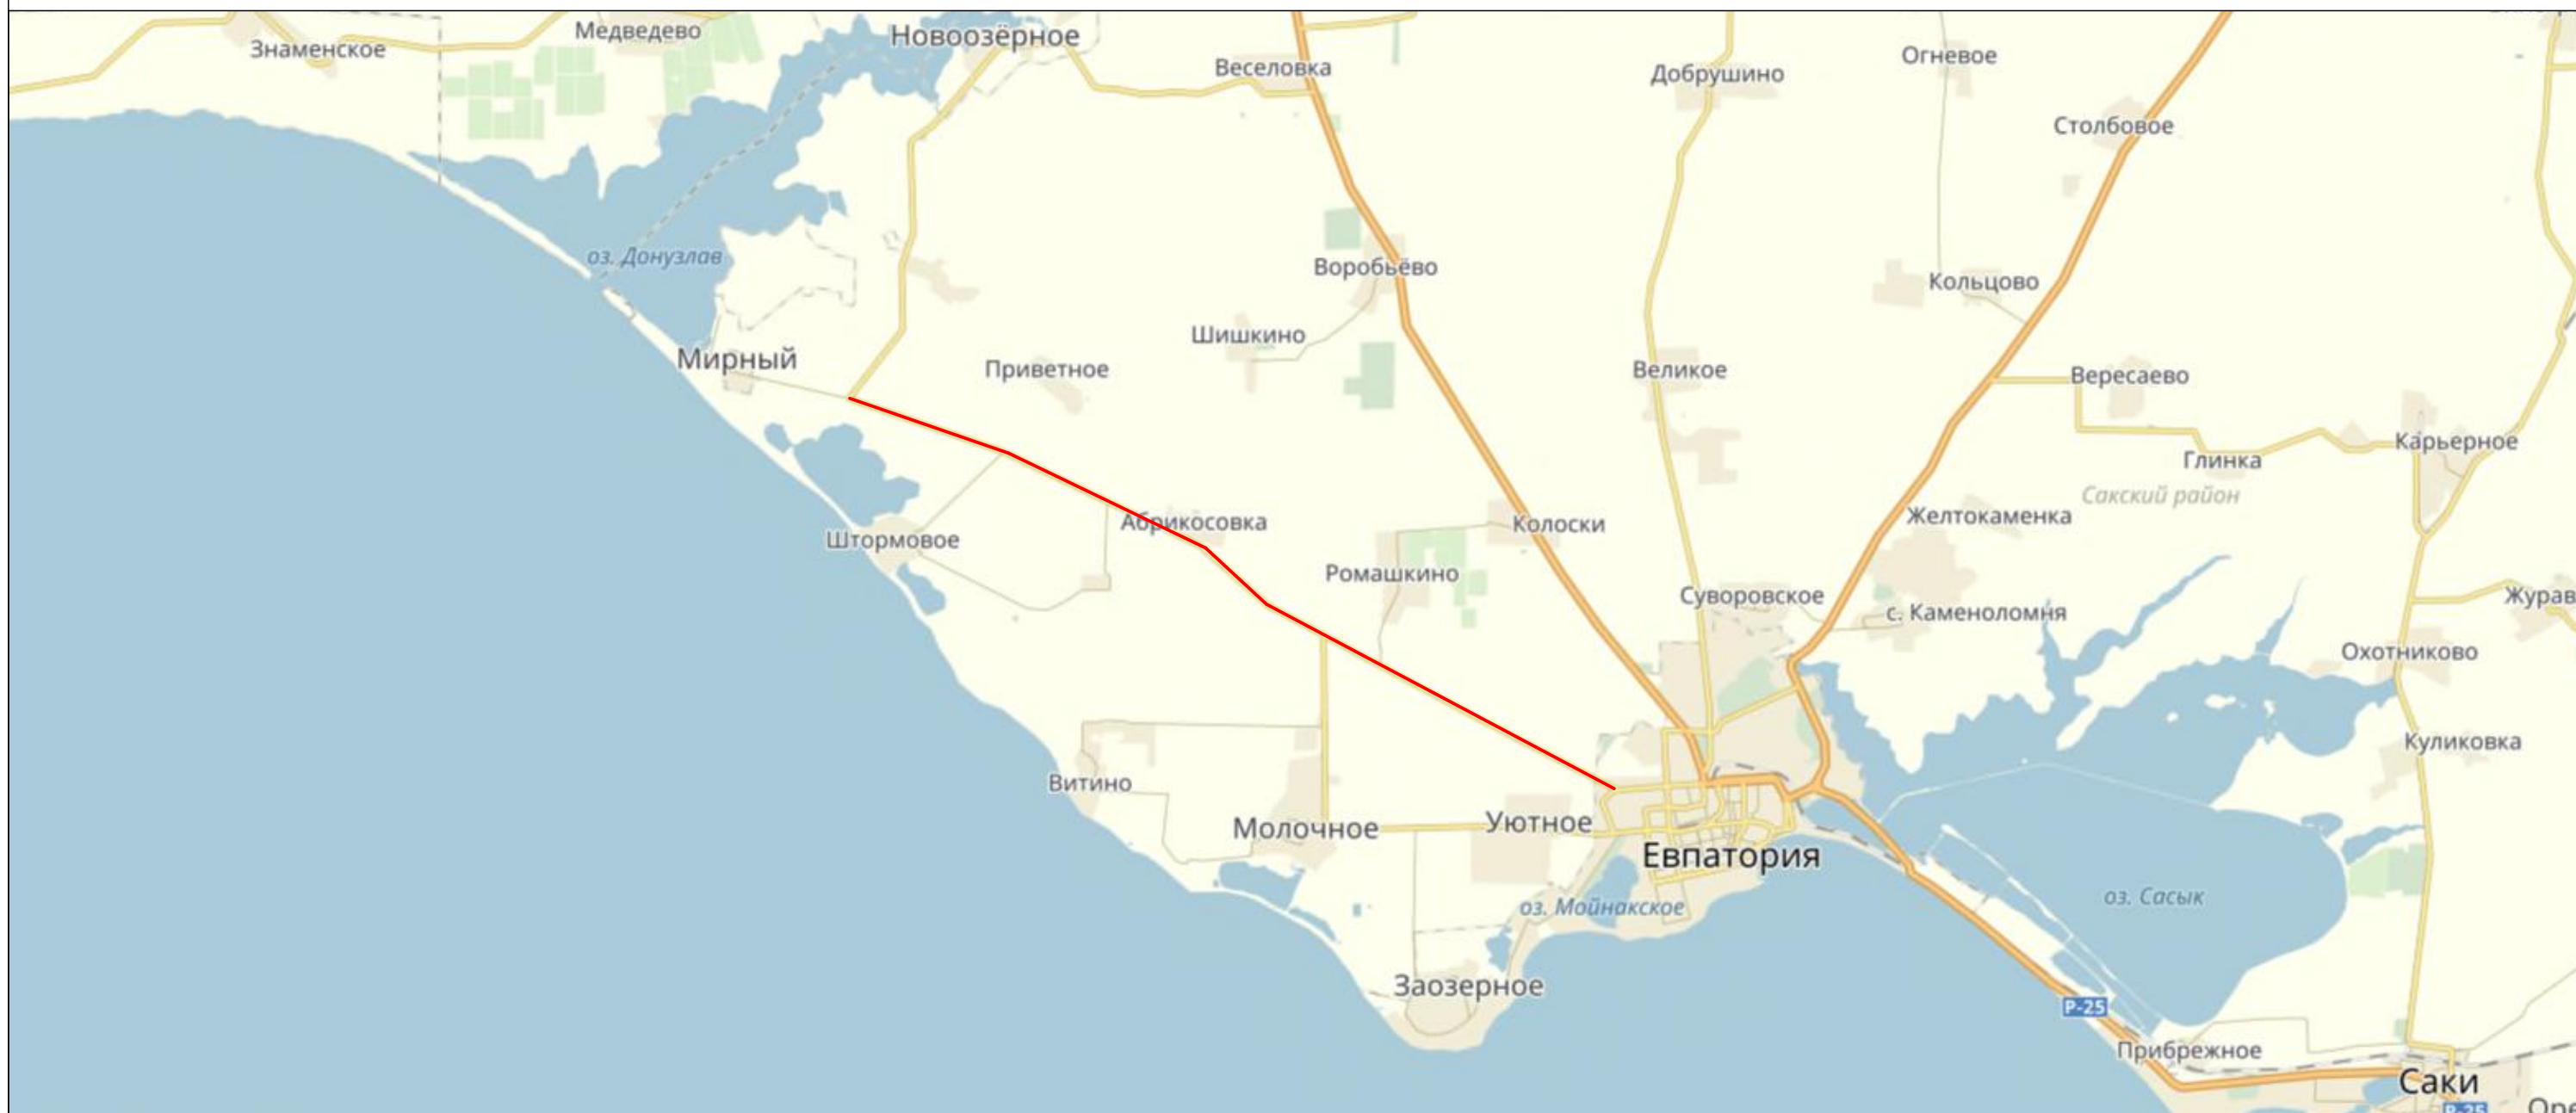 Медведево
Новоозёрное
Знаменское
Веселовка
Добрушино
Огневое
Столбовое
оз. Донузлав
Воробьёво
Кольцово
Шишкино
Мирный
Приветное
Великое
Вересаево
Карьерное
Глинка
Сакский район
Абрикосовка
Колоски
Желтокаменка
Штормовое
Ромашкино
Суворовское
с. Каменоломня
Журав
Охотниково
Куликовка
Витино
Молочное
Уютное
Евпатория
оз. Мойнакское
оз. Сасык
Заозерное
Р-25
Прибрежное
Саки
Р-25